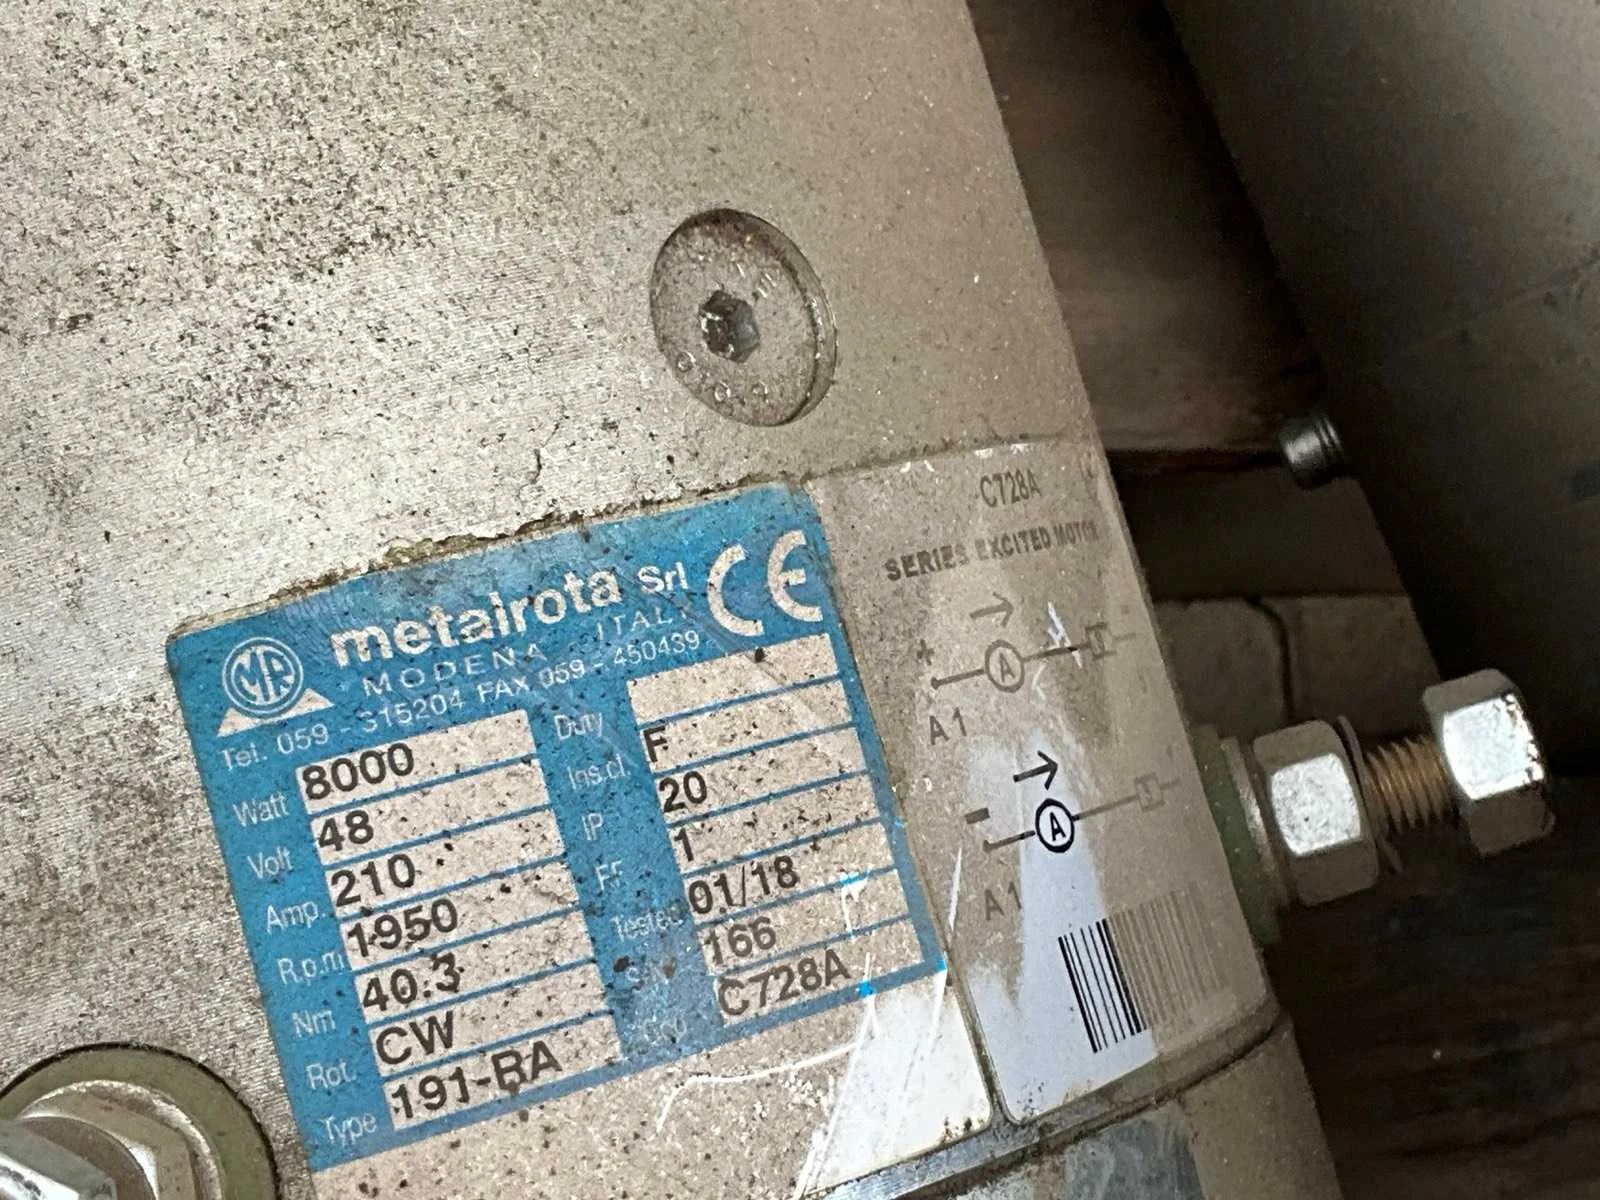 MR
metalrota Srl
CE
MODENA ITALY
Tel. 059 - 315204 FAX 059 - 450439
Watt 8000 Duty
Volt 48 Ins.cl. F
Amp. 210 IP 20
R.p.m 1950 FF 1
Nm 40.3 Tested 01/18
Rot. CW S/N 166
Type 191-BA Cod C728A
C728A
SERIES EXCITED MOTOR
+ A
A1
- A
A1